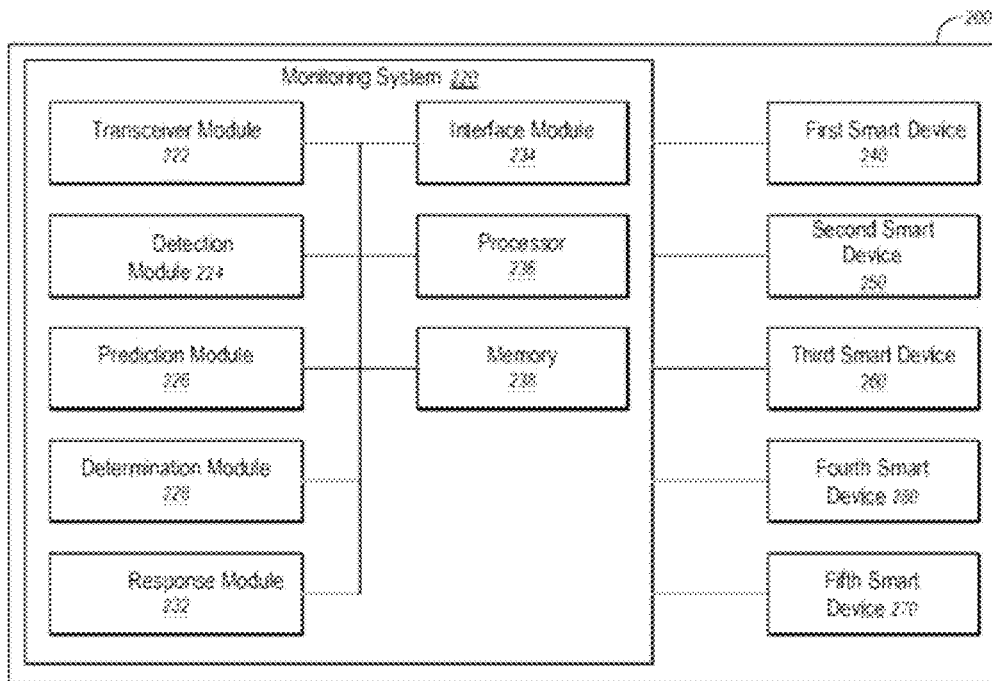 200
Monitoring System 220
Transceiver Module
222
Detection
Module 224
Prediction Module
226
Determination Module
228
Response Module
232
Interface Module
234
Processor
236
Memory
238
First Smart Device
240
Second Smart
Device
250
Third Smart Device
260
Fourth Smart
Device 280
Fifth Smart
Device 270